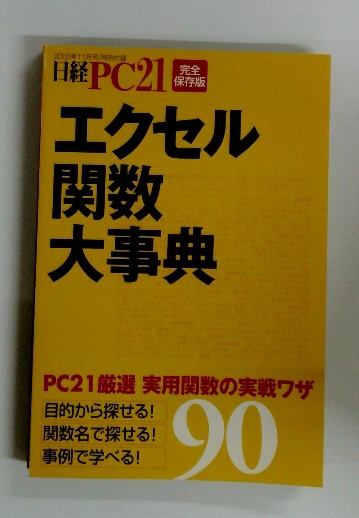 2003年11月号特別付録
日経PC21 完全保存版
エクセル
関数
大事典
PC21厳選 実用関数の実戦ワザ
90
目的から探せる!
関数名で探せる!
事例で学べる!